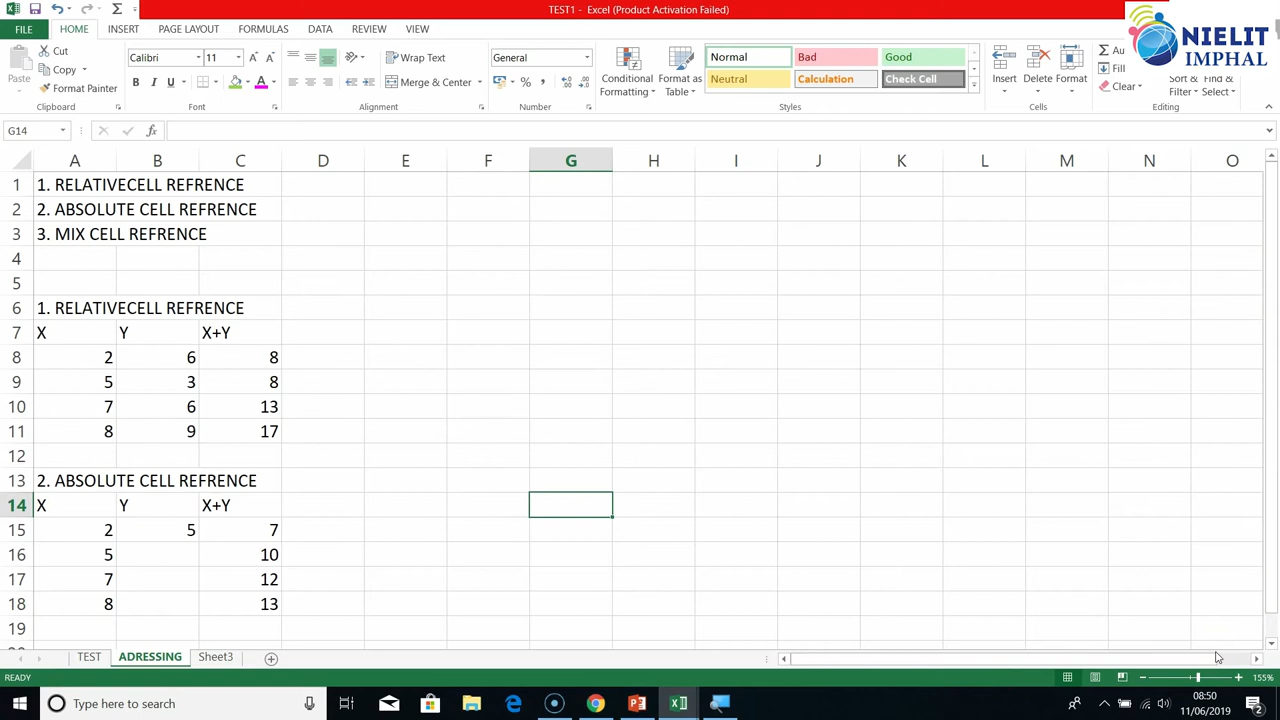 TEST1 - Excel (Product Activation Failed)
NIELIT
IMPHAL
FILE HOME INSERT PAGE LAYOUT FORMULAS DATA REVIEW VIEW
Paste
Cut
Copy
Format Painter
Calibri 11
B I U
Wrap Text
Merge & Center
General
Conditional
Formatting
Format as
Table
Normal Bad Good
Neutral Calculation Check Cell
Insert Delete Format
Au
Fill
Clear
Sort &
Filter
Find &
Select
Clipboard Font Alignment Number Styles Cells Editing
G14
A B C D E F G H I J K L M N O
1 1. RELATIVECELL REFRENCE
2 2. ABSOLUTE CELL REFRENCE
3 3. MIX CELL REFRENCE
4
5
6 1. RELATIVECELL REFRENCE
7 X Y X+Y
8 2 6 8
9 5 3 8
10 7 6 13
11 8 9 17
12
13 2. ABSOLUTE CELL REFRENCE
14 X Y X+Y
15 2 5 7
16 5 10
17 7 12
18 8 13
19
TEST ADRESSING Sheet3
READY
155%
Type here to search
08:50
11/06/2019
2